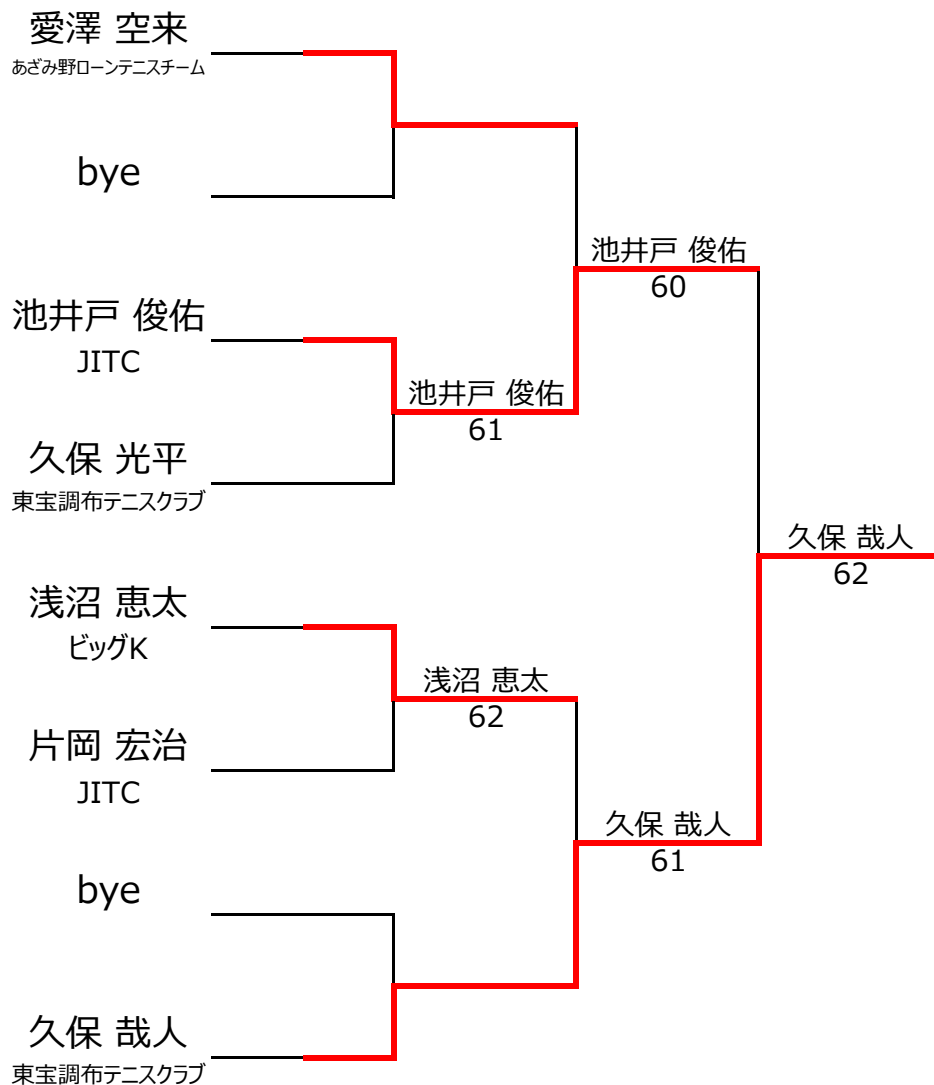 愛澤 空来
あざみ野ローンテニスチーム
bye
池井戸 俊佑
60
池井戸 俊佑
JITC
池井戸 俊佑
61
久保 光平
東宝調布テニスクラブ
久保 哉人
62
浅沼 恵太
ビッグK
浅沼 恵太
62
片岡 宏治
JITC
久保 哉人
61
bye
久保 哉人
東宝調布テニスクラブ